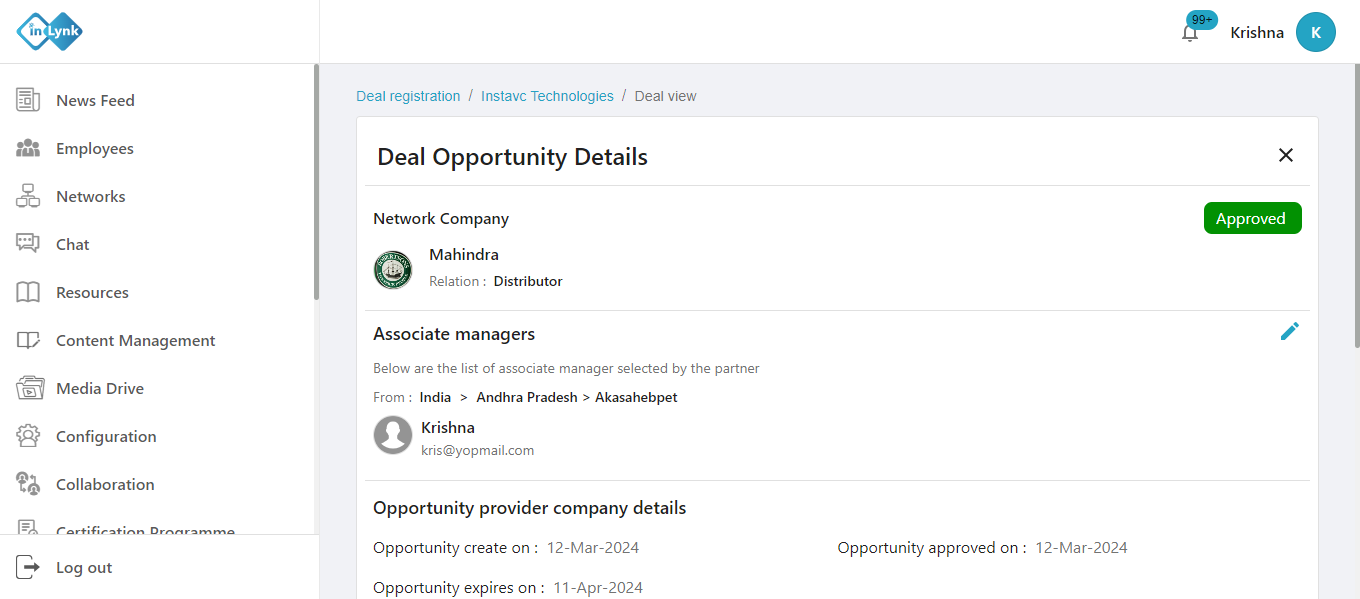 in Lynk
99+
Krishna
K
News Feed
Employees
Networks
Chat
Resources
Content Management
Media Drive
Configuration
Collaboration
Certification Programme
Log out
Deal registration / Instavc Technologies / Deal view
Deal Opportunity Details
Network Company
Approved
Mahindra
Relation : Distributor
Associate managers
Below are the list of associate manager selected by the partner
From : India > Andhra Pradesh > Akasahebpet
Krishna
kris@yopmail.com
Opportunity provider company details
Opportunity create on : 12-Mar-2024
Opportunity approved on : 12-Mar-2024
Opportunity expires on : 11-Apr-2024